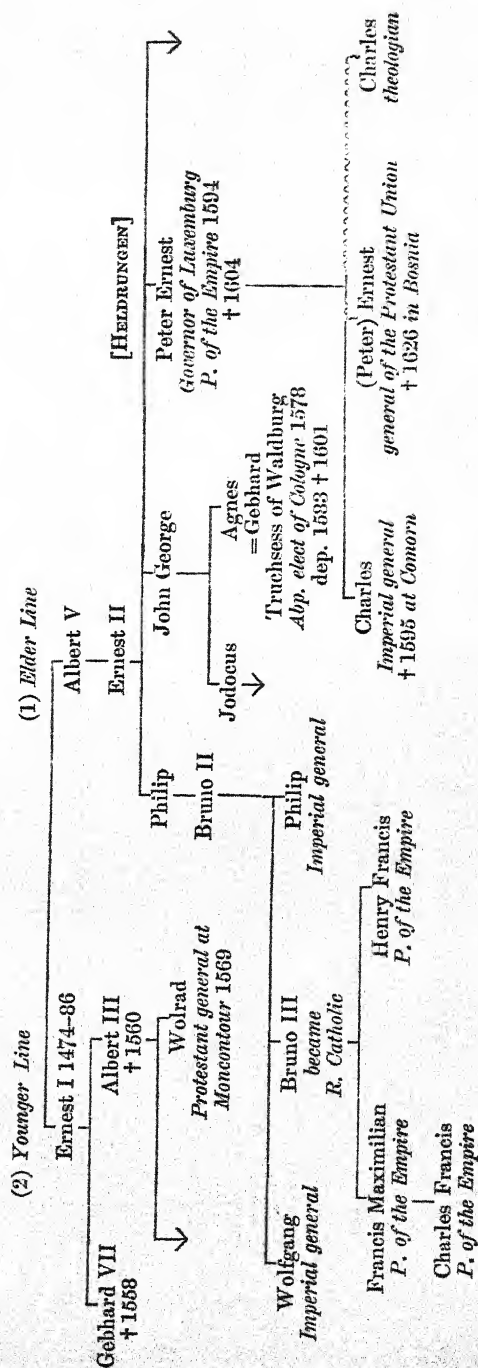 (2) Younger Line
(1) Elder Line
Ernest I 1474–86
Albert V
Ernest II
Gebhard VII
†1558
Albert III
†1560
Wolrad
Protestant general at
Moncontour 1569
Philip
Bruno II
John George
[HELDRUNGEN]
Peter Ernest
Governor of Luxemburg
P. of the Empire 1594
†1604
Jodocus
Agnes
=Gebhard
Truchsess of Waldburg
Abp. elect of Cologne 1578
dep. 1583 †1601
Wolfgang
Imperial general
Bruno III
became
R. Catholic
Philip
Imperial general
Charles
Imperial general
†1595 at Comorn
(Peter) Ernest
general of the Protestant Union
†1626 in Bosnia
Charles
theologian
Francis Maximilian
P. of the Empire
Henry Francis
P. of the Empire
Charles Francis
P. of the Empire